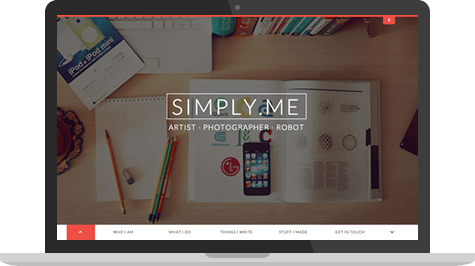 iPod & iPod mini
SIMPLY.ME
ARTIST · PHOTOGRAPHER · ROBOT
LG
WHO I AM
WHAT I DO
THINGS I WRITE
STUFF I MADE
GET IN TOUCH